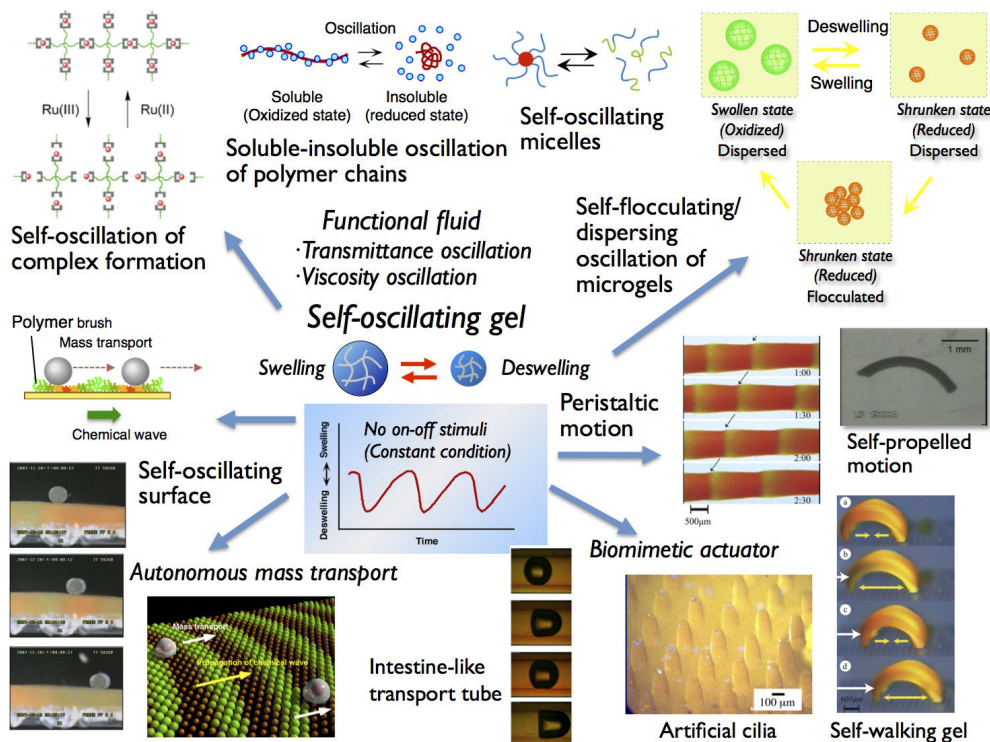 Ru(III)
Ru(II)
Self-oscillation of
complex formation
Oscillation
Soluble
(Oxidized state)
Insoluble
(reduced state)
Soluble-insoluble oscillation
of polymer chains
Self-oscillating
micelles
Deswelling
Swelling
Swollen state
(Oxidized)
Dispersed
Shrunken state
(Reduced)
Dispersed
Shrunken state
(Reduced)
Flocculated
Self-flocculating/
dispersing
oscillation of
microgels
Functional fluid
·Transmittance oscillation
·Viscosity oscillation
Self-oscillating gel
Swelling
Deswelling
No on-off stimuli
(Constant condition)
Deswelling ⟷ Swelling
Time
Polymer brush
Mass transport
Chemical wave
Self-oscillating
surface
Peristaltic
motion
1:00
1:30
2:00
2:30
500μm
1 mm
Self-propelled
motion
Autonomous mass transport
Mass transport
Propagation of chemical wave
Intestine-like
transport tube
Biomimetic actuator
100 μm
Artificial cilia
a
b
c
d
600μm
Self-walking gel